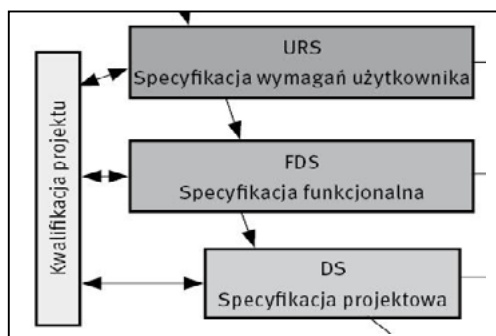 URS
Specyfikacja wymagań użytkownika
Kwalifikacja projektu
FDS
Specyfikacja funkcjonalna
DS
Specyfikacja projektowa